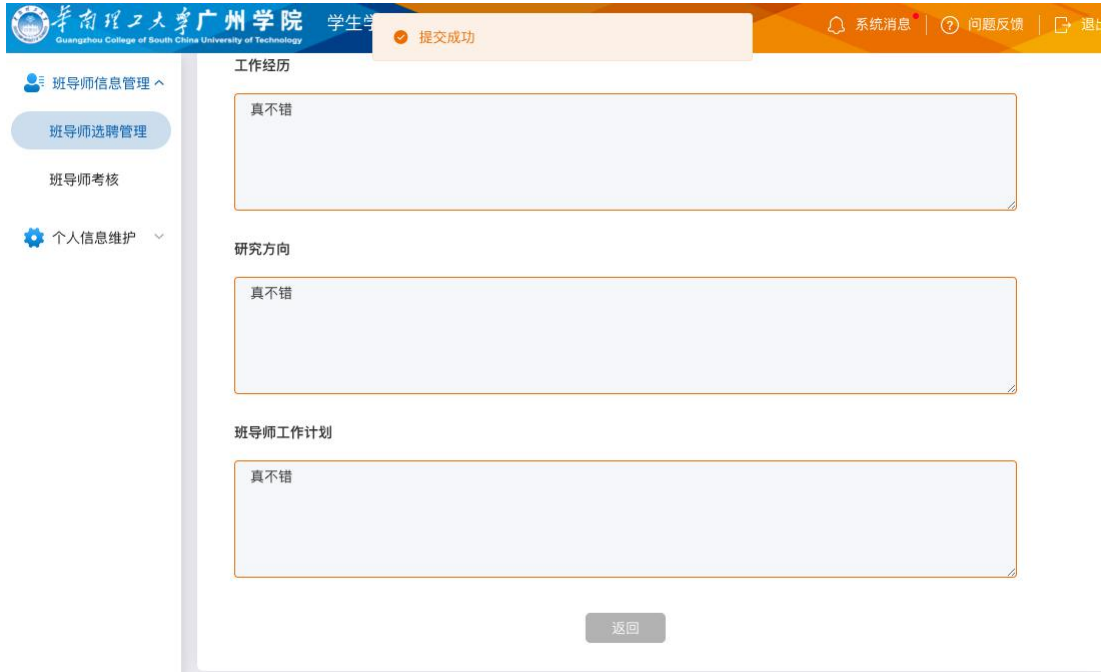 華南理工大學广州学院
Guangzhou College of South China University of Technology
学生
提交成功
系统消息
问题反馈
退出
班导师信息管理
班导师选聘管理
班导师考核
个人信息维护
工作经历
真不错
研究方向
真不错
班导师工作计划
真不错
返回